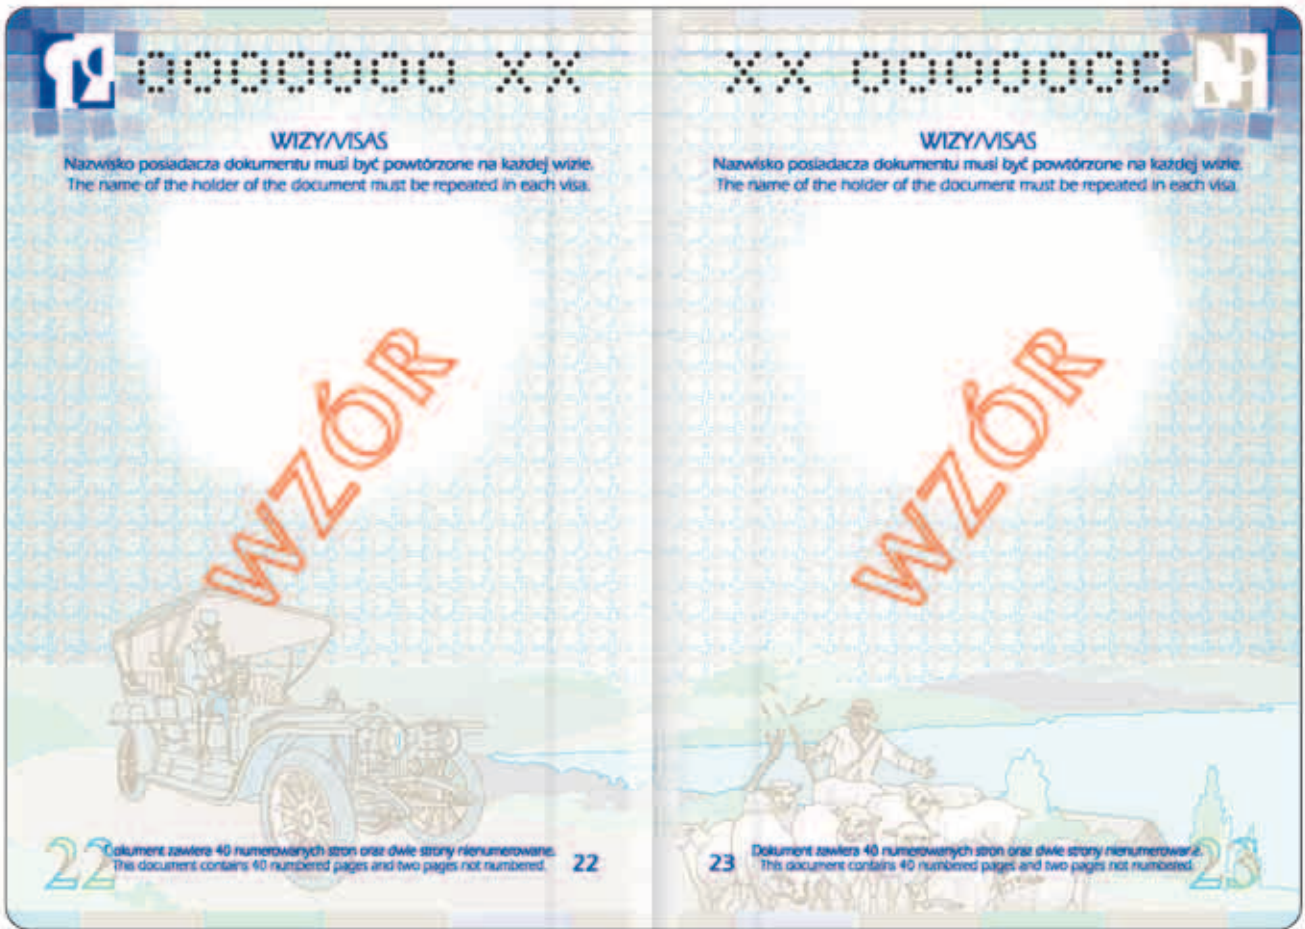 0000000 XX
WIZY/VISAS
Nazwisko posiadacza dokumentu musi być powtórzone na każdej wizie.
The name of the holder of the document must be repeated in each visa.
WZÓR
22
Dokument zawiera 40 numerowanych stron oraz dwie strony nienumerowane.
This document contains 40 numbered pages and two pages not numbered.
22
XX 0000000
WIZY/VISAS
Nazwisko posiadacza dokumentu musi być powtórzone na każdej wizie.
The name of the holder of the document must be repeated in each visa.
WZÓR
23
Dokument zawiera 40 numerowanych stron oraz dwie strony nienumerowane.
This document contains 40 numbered pages and two pages not numbered.
23